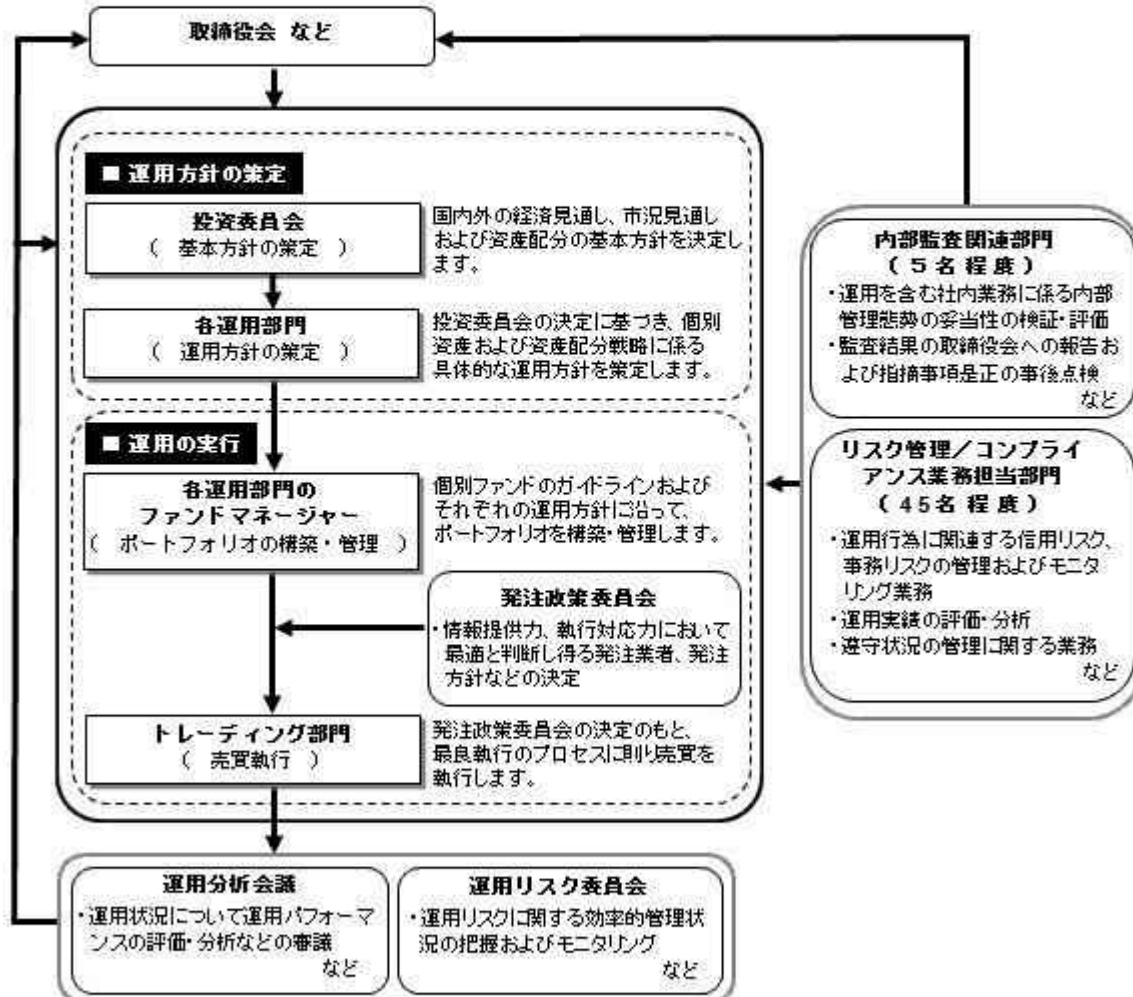 取締役会 など
■ 運用方針の策定
投資委員会
( 基本方針の策定 )
国内外の経済見通し、市況見通し
および資産配分の基本方針を決定し
ます。
各運用部門
( 運用方針の策定 )
投資委員会の決定に基づき、個別
資産および資産配分戦略に係る
具体的な運用方針を策定します。
■ 運用の実行
各運用部門の
ファンドマネージャー
( ポートフォリオの構築・管理 )
個別ファンドのガイドラインおよび
それぞれの運用方針に沿って、
ポートフォリオを構築・管理します。
発注政策委員会
・情報提供力、執行対応力において
最適と判断し得る発注業者、発注
方針などの決定
トレーディング部門
( 売買執行 )
発注政策委員会の決定のもと、
最良執行のプロセスに則り売買を
執行します。
内部監査関連部門
( 5名程度 )
・運用を含む社内業務に係る内部
管理態勢の妥当性の検証・評価
・監査結果の取締役会への報告お
よび指摘事項是正の事後点検
など
リスク管理/コンプライ
アンス業務担当部門
( 45名程度 )
・運用行為に関連する信用リスク、
事務リスクの管理およびモニタ
リング業務
・運用実績の評価・分析
・遵守状況の管理に関する業務
など
運用分析会議
・運用状況について運用パフォーマ
ンスの評価・分析などの審議
など
運用リスク委員会
・運用リスクに関する効率的管理状
況の把握およびモニタリング
など